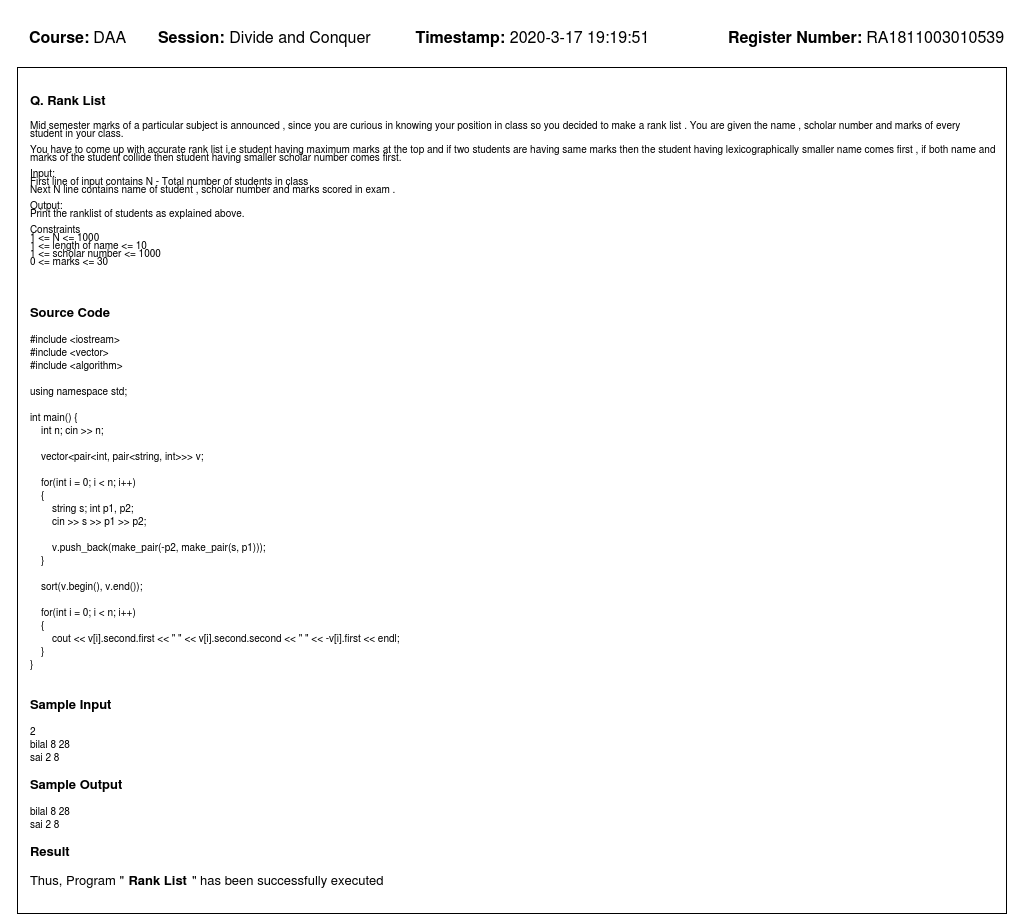 Course: DAA Session: Divide and Conquer Timestamp: 2020-3-17 19:19:51 Register Number: RA1811003010539
Q. Rank List
Mid semester marks of a particular subject is announced , since you are curious in knowing your position in class so you decided to make a rank list . You are given the name , scholar number and marks of every
student in your class.
You have to come up with accurate rank list i,e student having maximum marks at the top and if two students are having same marks then the student having lexicographically smaller name comes first , if both name and
marks of the student collide then student having smaller scholar number comes first.
Input:
First line of input contains N - Total number of students in class
Next N line contains name of student , scholar number and marks scored in exam .
Output:
Print the ranklist of students as explained above.
Constraints
1 <= N <= 1000
1 <= length of name <= 10
1 <= scholar number <= 1000
0 <= marks <= 30
Source Code
#include <iostream>
#include <vector>
#include <algorithm>
using namespace std;
int main() {
    int n; cin >> n;
    vector<pair<int, pair<string, int>>> v;
    for(int i = 0; i < n; i++)
    {
        string s; int p1, p2;
        cin >> s >> p1 >> p2;
        v.push_back(make_pair(-p2, make_pair(s, p1)));
    }
    sort(v.begin(), v.end());
    for(int i = 0; i < n; i++)
    {
        cout << v[i].second.first << " " << v[i].second.second << " " << -v[i].first << endl;
    }
}
Sample Input
2
bilal 8 28
sai 2 8
Sample Output
bilal 8 28
sai 2 8
Result
Thus, Program " Rank List " has been successfully executed